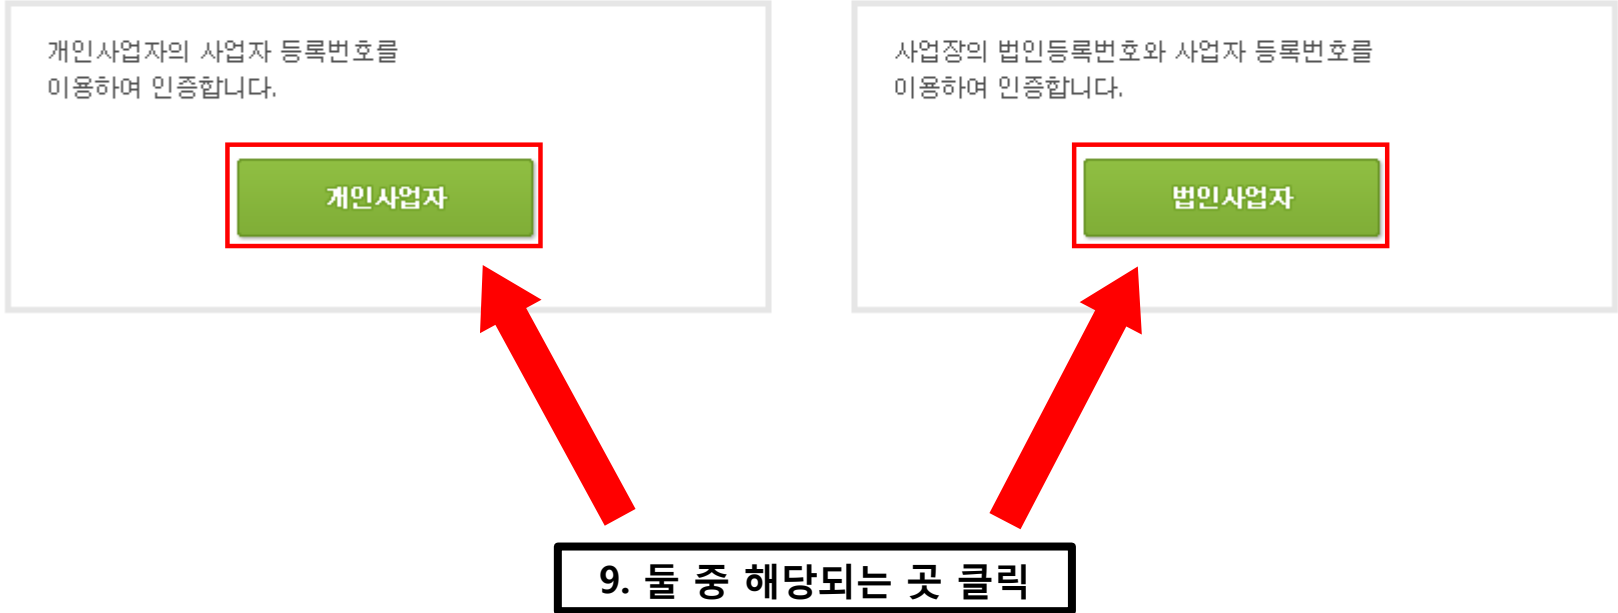 개인사업자의 사업자 등록번호를
이용하여 인증합니다.
개인사업자
사업장의 법인등록번호와 사업자 등록번호를
이용하여 인증합니다.
법인사업자
9. 둘 중 해당되는 곳 클릭